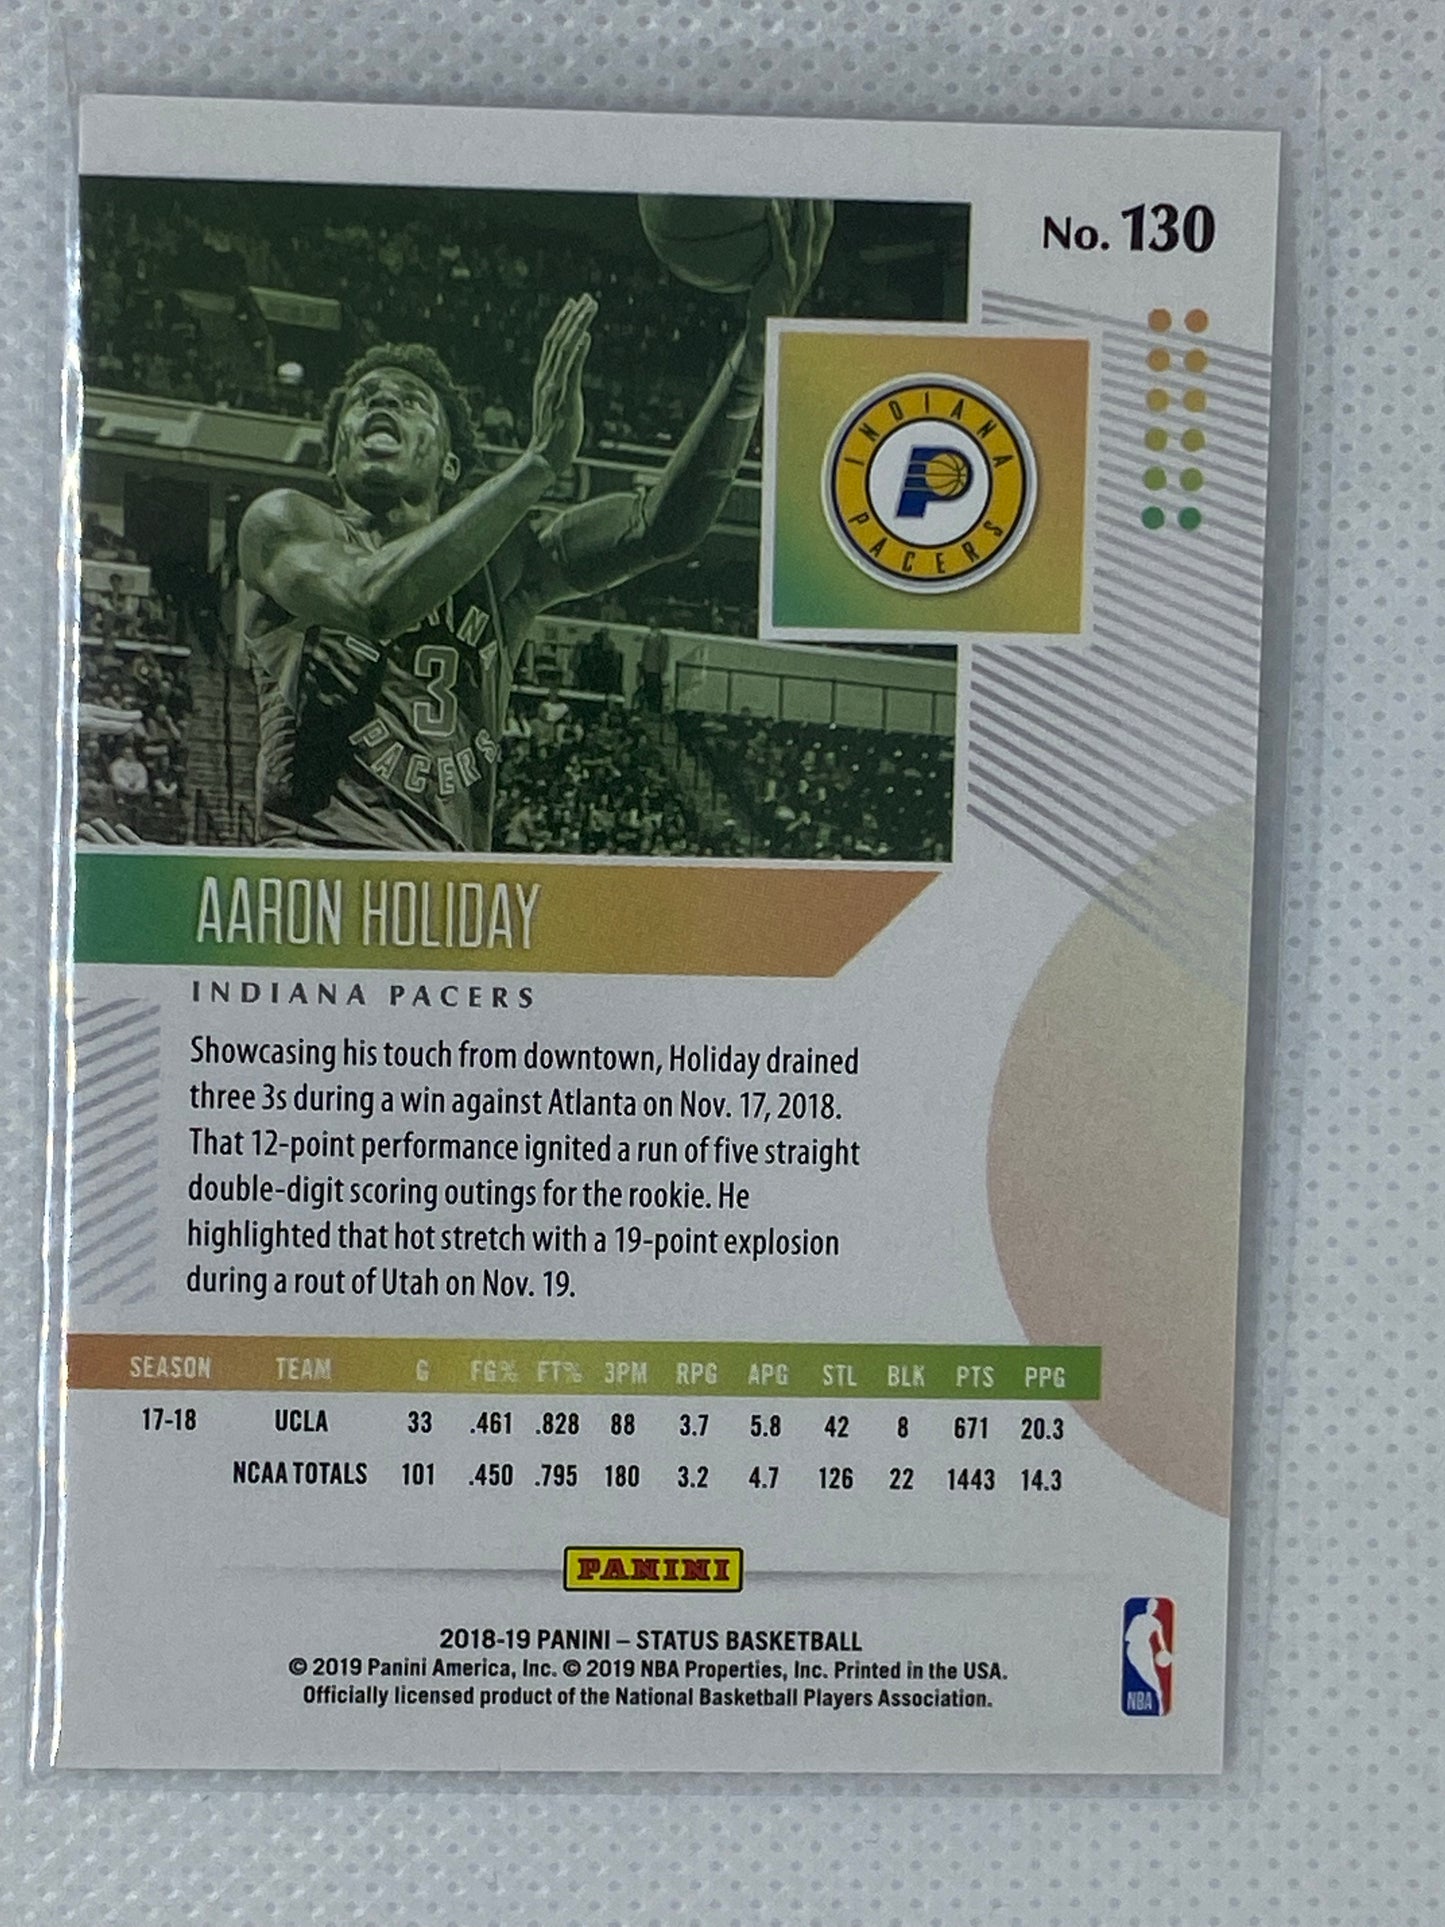 No. 130
INDIANA PACERS
INDIANA
3
PACERS
AARON HOLIDAY
INDIANA PACERS
Showcasing his touch from downtown, Holiday drained
three 3s during a win against Atlanta on Nov. 17, 2018.
That 12-point performance ignited a run of five straight
double-digit scoring outings for the rookie. He
highlighted that hot stretch with a 19-point explosion
during a rout of Utah on Nov. 19.
SEASON TEAM G FG% FT% 3PM RPG APG STL BLK PTS PPG
17-18 UCLA 33 .461 .828 88 3.7 5.8 42 8 671 20.3
NCAA TOTALS 101 .450 .795 180 3.2 4.7 126 22 1443 14.3
PANINI
2018-19 PANINI – STATUS BASKETBALL
© 2019 Panini America, Inc. © 2019 NBA Properties, Inc. Printed in the USA.
Officially licensed product of the National Basketball Players Association.
NBA